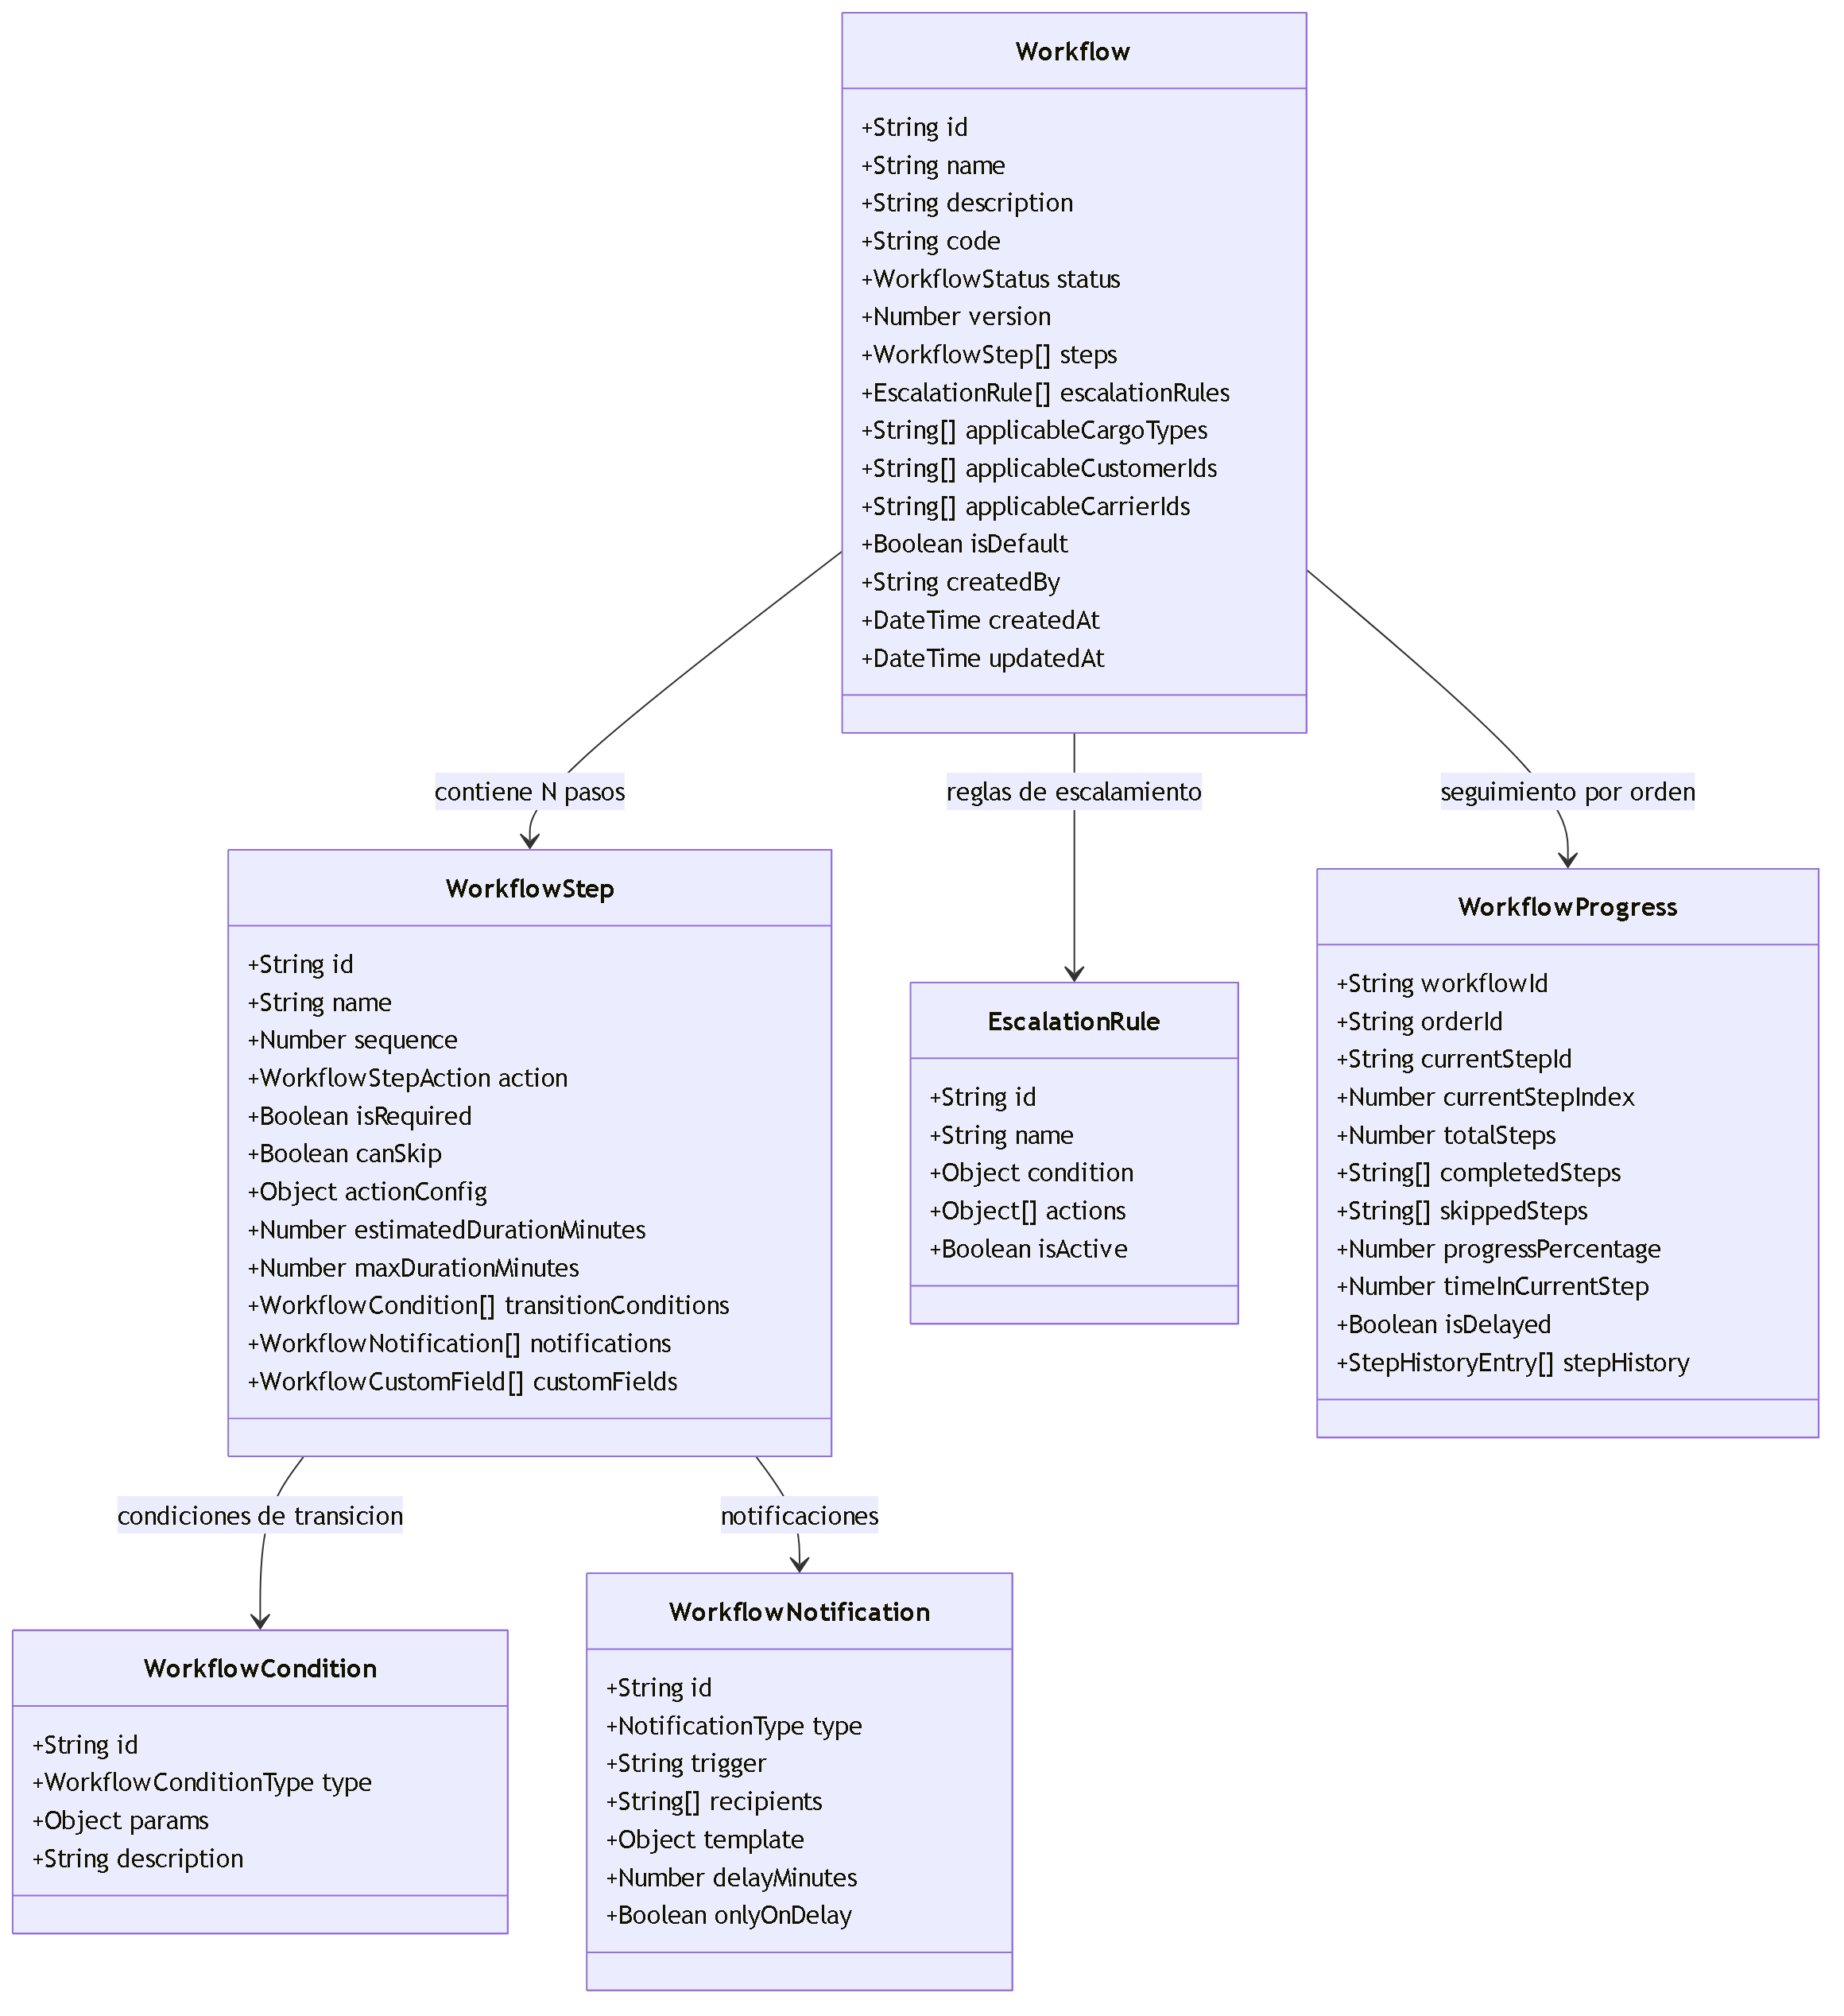 Workflow
+String id
+String name
+String description
+String code
+WorkflowStatus status
+Number version
+WorkflowStep[] steps
+EscalationRule[] escalationRules
+String[] applicableCargoTypes
+String[] applicableCustomerIds
+String[] applicableCarrierIds
+Boolean isDefault
+String createdBy
+DateTime createdAt
+DateTime updatedAt
contiene N pasos
reglas de escalamiento
seguimiento por orden
WorkflowStep
+String id
+String name
+Number sequence
+WorkflowStepAction action
+Boolean isRequired
+Boolean canSkip
+Object actionConfig
+Number estimatedDurationMinutes
+Number maxDurationMinutes
+WorkflowCondition[] transitionConditions
+WorkflowNotification[] notifications
+WorkflowCustomField[] customFields
EscalationRule
+String id
+String name
+Object condition
+Object[] actions
+Boolean isActive
WorkflowProgress
+String workflowId
+String orderId
+String currentStepId
+Number currentStepIndex
+Number totalSteps
+String[] completedSteps
+String[] skippedSteps
+Number progressPercentage
+Number timeInCurrentStep
+Boolean isDelayed
+StepHistoryEntry[] stepHistory
condiciones de transicion
notificaciones
WorkflowCondition
+String id
+WorkflowConditionType type
+Object params
+String description
WorkflowNotification
+String id
+NotificationType type
+String trigger
+String[] recipients
+Object template
+Number delayMinutes
+Boolean onlyOnDelay